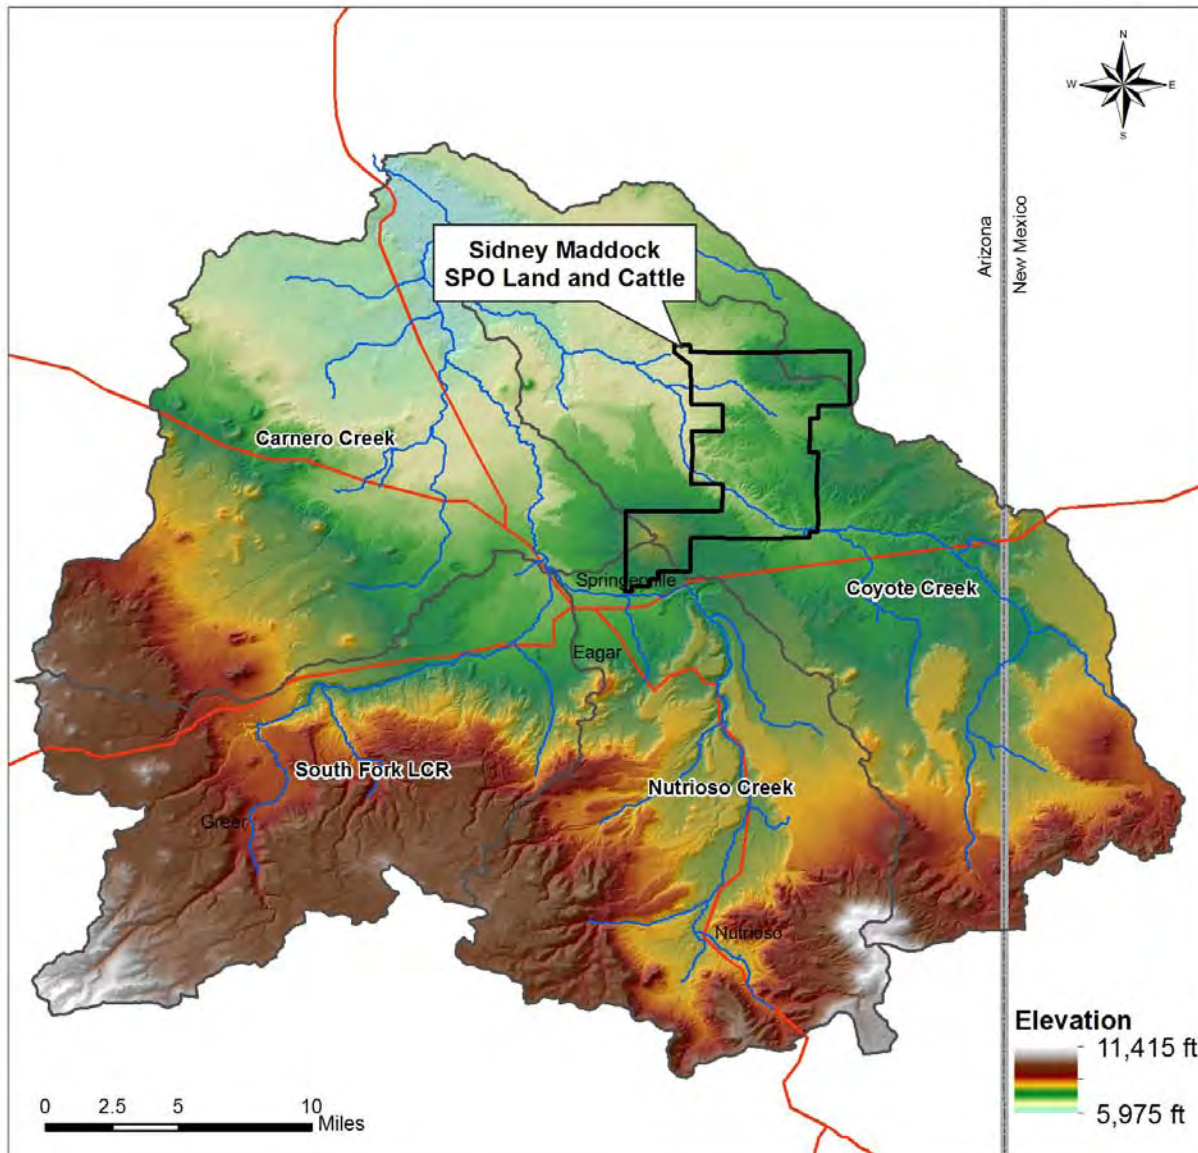 N
W E
S
Arizona
New Mexico
Sidney Maddock
SPO Land and Cattle
Carnero Creek
Springerville
Coyote Creek
Eagar
South Fork LCR
Nutrioso Creek
Greer
Nutrioso
Elevation
11,415 ft
5,975 ft
0 2.5 5 10
Miles